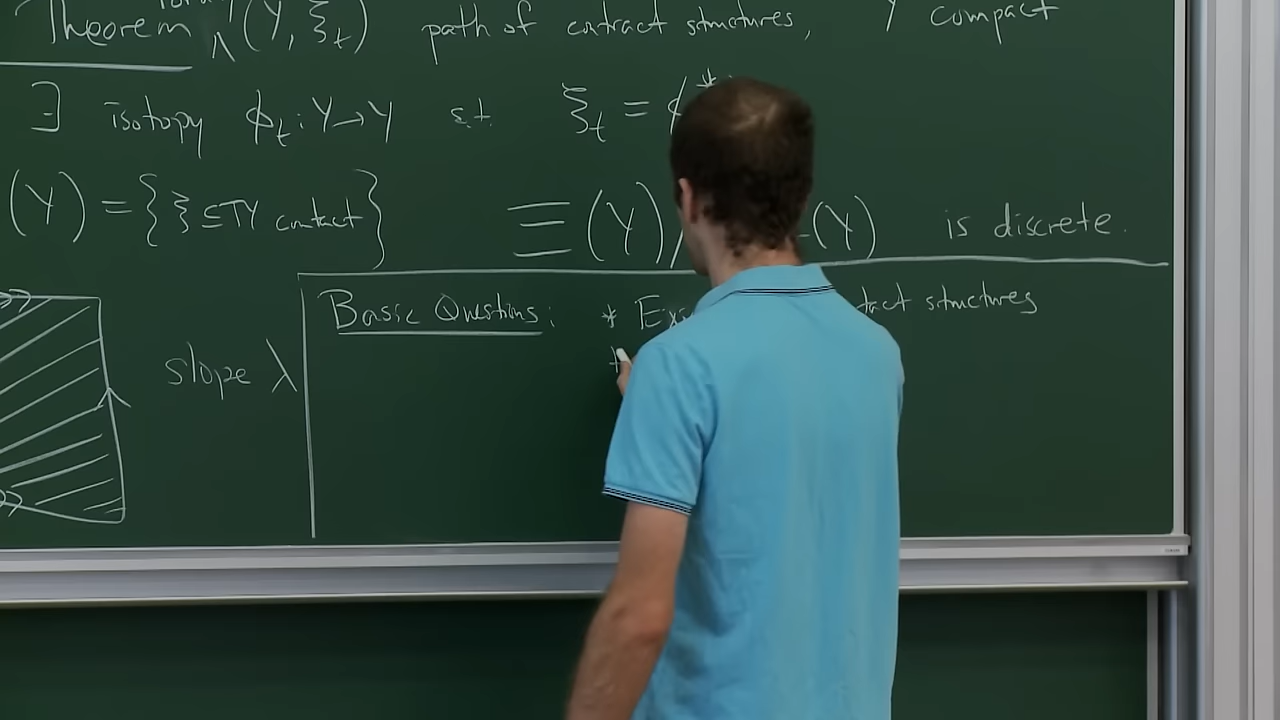 Theorem (Y, ξ_t) path of contact structures, Y compact
∃ isotopy ϕ_t : Y → Y s.t. ξ_t = ϕ*
(Y) = {ξ ⊆ TY contact} Ξ(Y)/ (Y) is discrete.
Basic Questions: * Exi tact structures
slope λ *